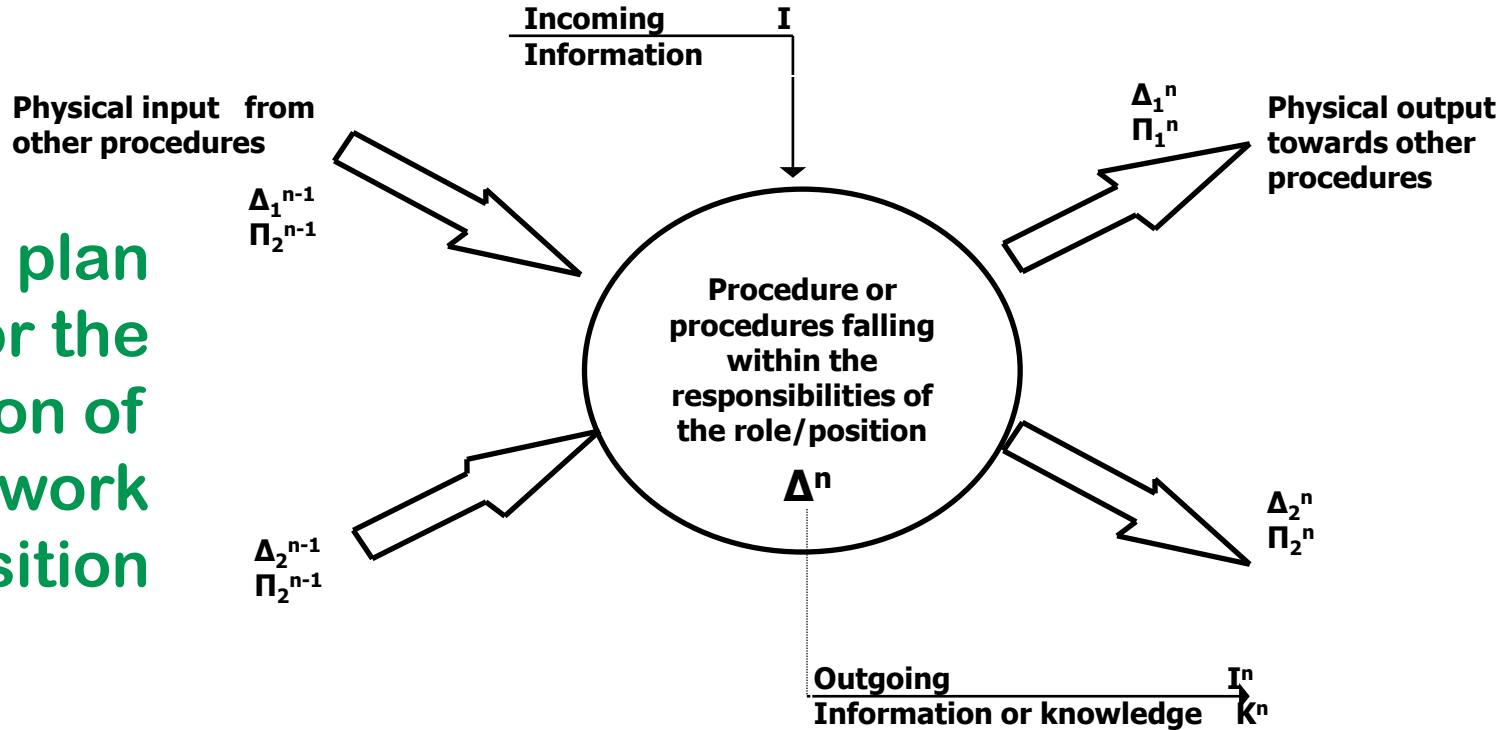 Incoming I
Information
Physical input from
other procedures
Δ₁ⁿ⁻¹
Π₂ⁿ⁻¹
plan
or the
on of
work
sition
Δ₂ⁿ⁻¹
Π₂ⁿ⁻¹
Procedure or
procedures falling
within the
responsibilities of
the role/position
Δⁿ
Δ₁ⁿ
Π₁ⁿ
Physical output
towards other
procedures
Δ₂ⁿ
Π₂ⁿ
Outgoing Iⁿ
Information or knowledge Kⁿ